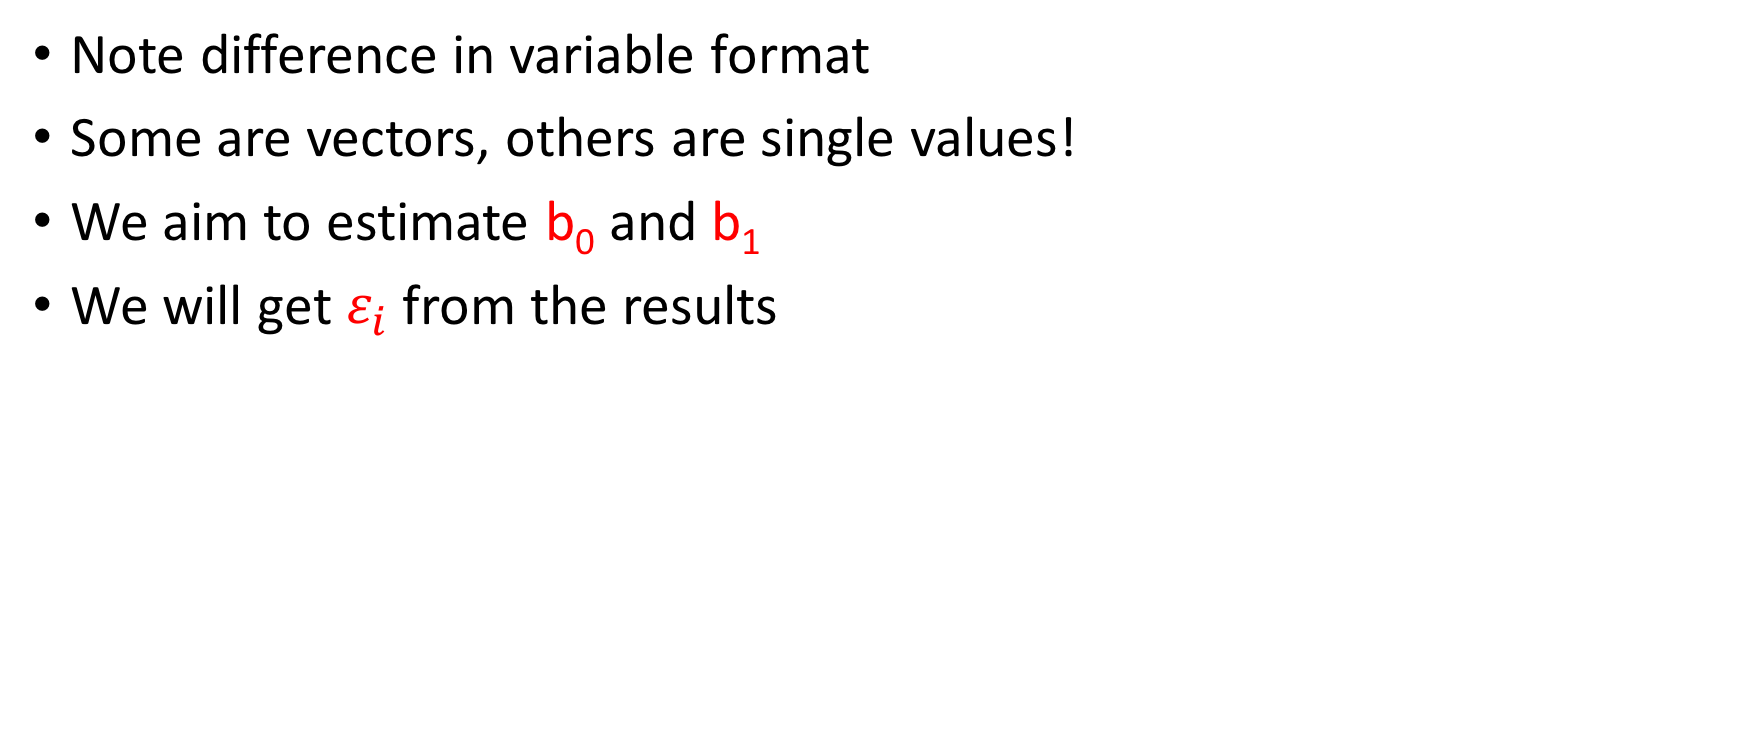 • Note difference in variable format
• Some are vectors, others are single values!
• We aim to estimate b₀ and b₁
• We will get εᵢ from the results